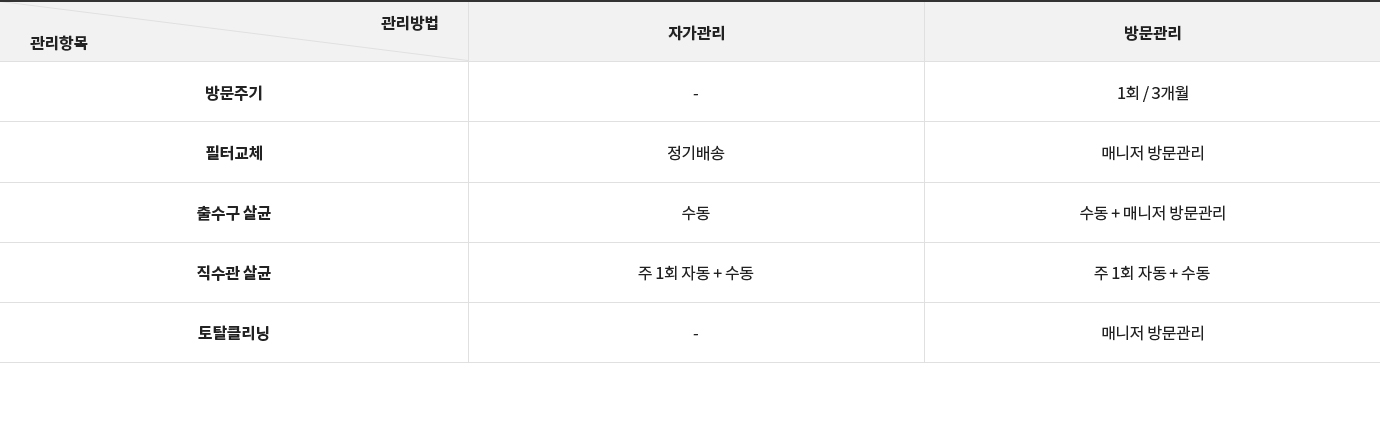 관리방법
관리항목
자가관리
방문관리
방문주기
-
1회 / 3개월
필터교체
정기배송
매니저 방문관리
출수구 살균
수동
수동 + 매니저 방문관리
직수관 살균
주 1회 자동 + 수동
주 1회 자동 + 수동
토탈클리닝
-
매니저 방문관리